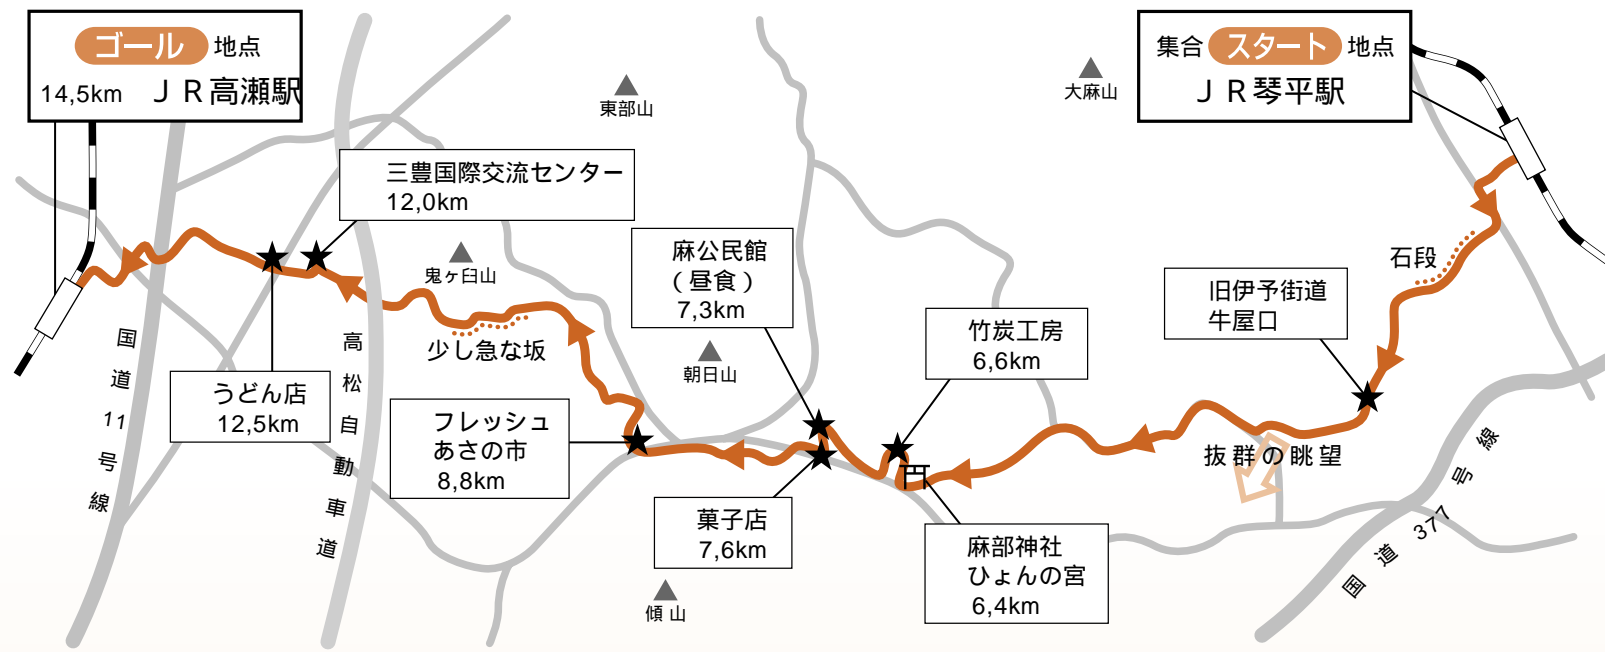 ゴール 地点
14,5km ＪＲ高瀬駅
集合 スタート 地点
ＪＲ琴平駅
東部山
大麻山
三豊国際交流センター
12,0km
麻公民館
（昼食）
7,3km
鬼ヶ臼山
石段
旧伊予街道
牛屋口
竹炭工房
6,6km
国道11号線
高松自動車道
少し急な坂
朝日山
うどん店
12,5km
フレッシュ
あさの市
8,8km
抜群の眺望
国道377号線
菓子店
7,6km
麻部神社
ひょんの宮
6,4km
傾山